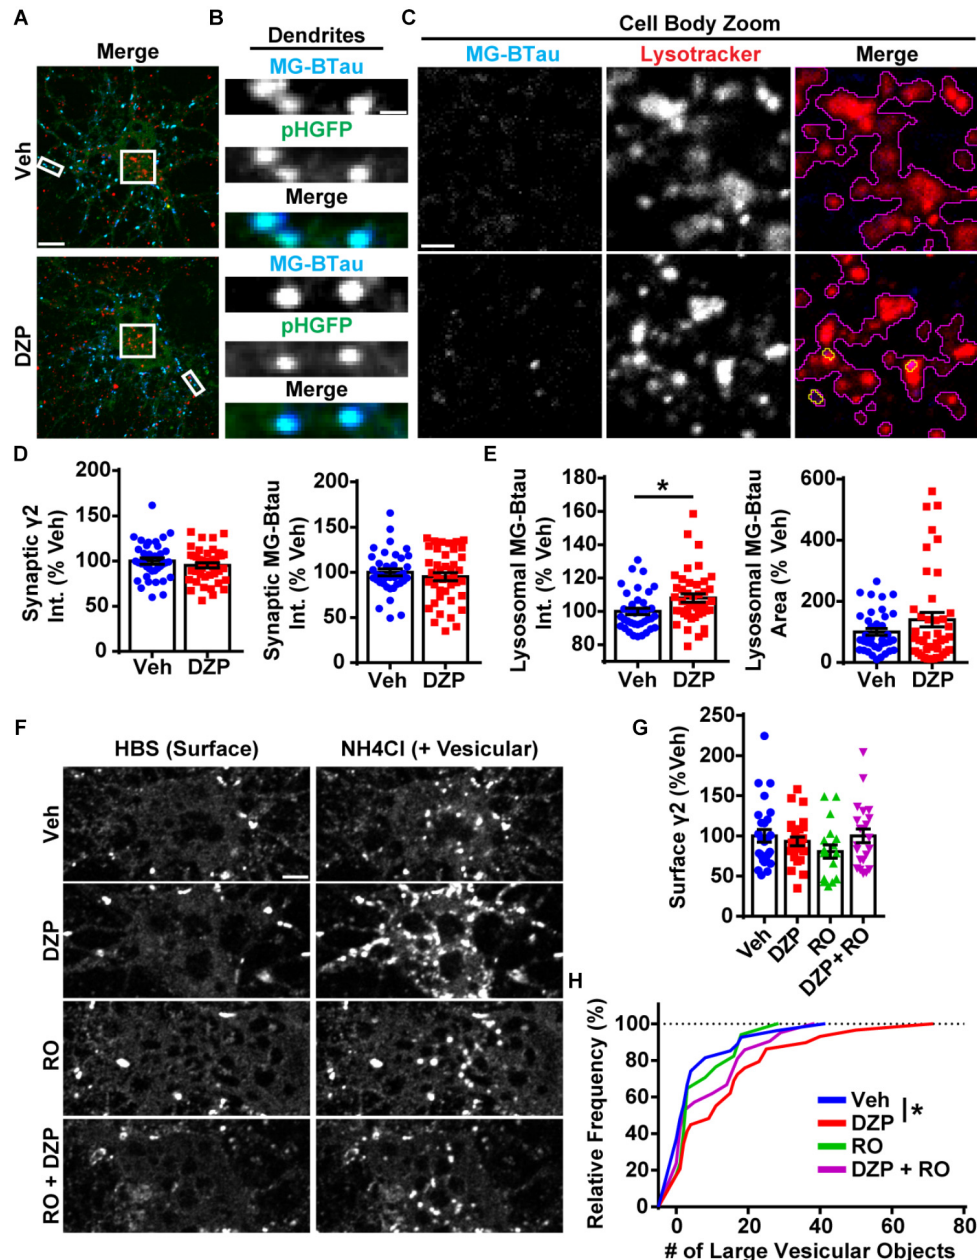 A
Merge
Veh
DZP
B
Dendrites
MG-BTau
pHGFP
Merge
MG-BTau
pHGFP
Merge
C
Cell Body Zoom
MG-BTau
Lysotracker
Merge
D
Synaptic γ2
Int. (% Veh)
200
150
100
50
0
Veh
DZP
Synaptic MG-Btau
Int. (% Veh)
200
150
100
50
0
Veh
DZP
E
Lysosomal MG-Btau
Int. (% Veh)
180
160
140
120
100
80
*
Veh
DZP
Lysosomal MG-Btau
Area (% Veh)
600
400
200
0
Veh
DZP
F
HBS (Surface)
NH4Cl (+ Vesicular)
Veh
DZP
RO
RO + DZP
G
Surface γ2 (%Veh)
250
200
150
100
50
0
Veh
DZP
RO
DZP+ RO
H
Relative Frequency (%)
100
80
60
40
20
0
0
20
40
60
80
# of Large Vesicular Objects
Veh
DZP
*
RO
DZP + RO